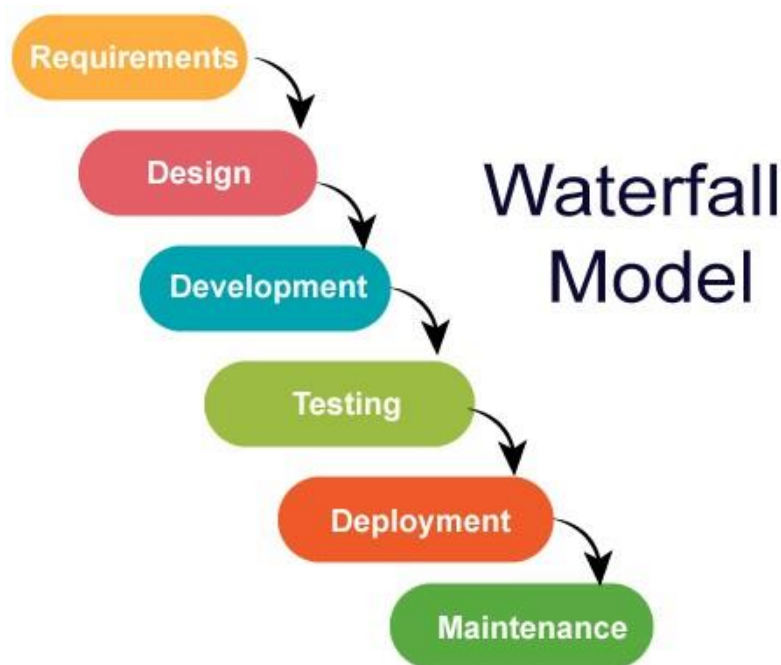 Requirements
Design
Waterfall
Model
Development
Testing
Deployment
Maintenance